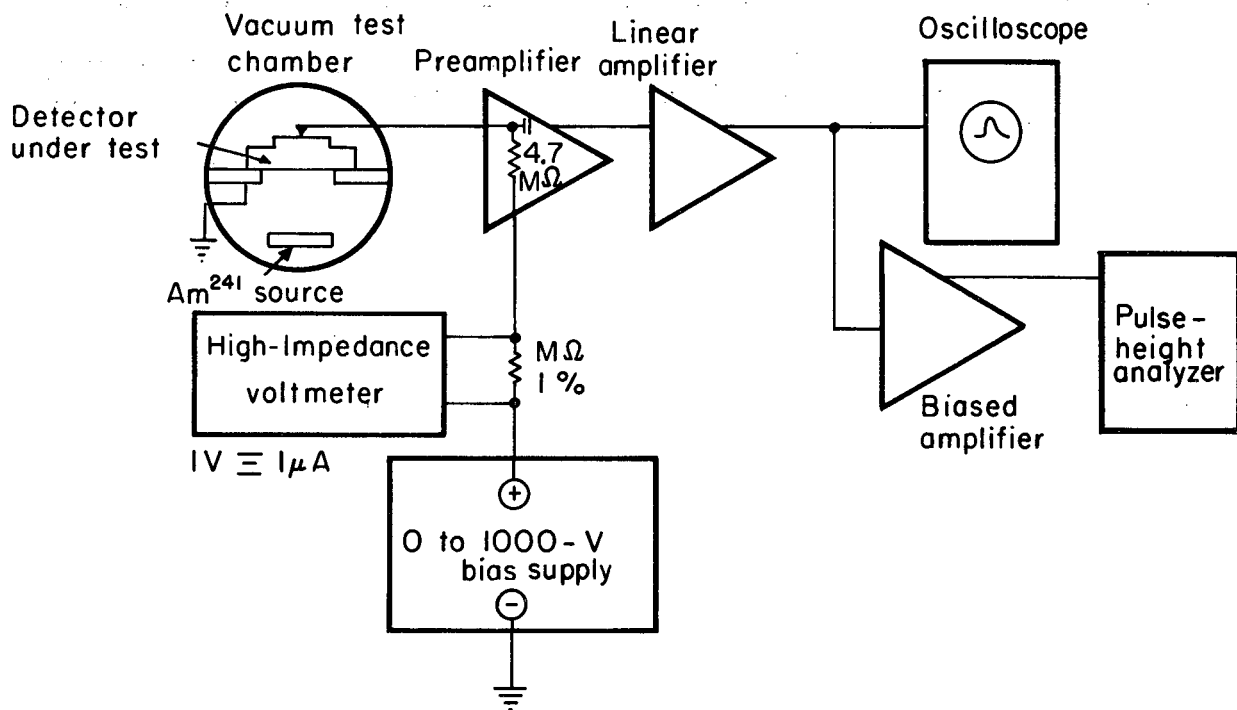 Vacuum test
chamber
Preamplifier
Linear
amplifier
Oscilloscope
Detector
under test
4.7
MΩ
Am²⁴¹ source
High-Impedance
voltmeter
MΩ
1%
1V ≡ 1μA
+
0 to 1000-V
bias supply
−
Biased
amplifier
Pulse-
height
analyzer